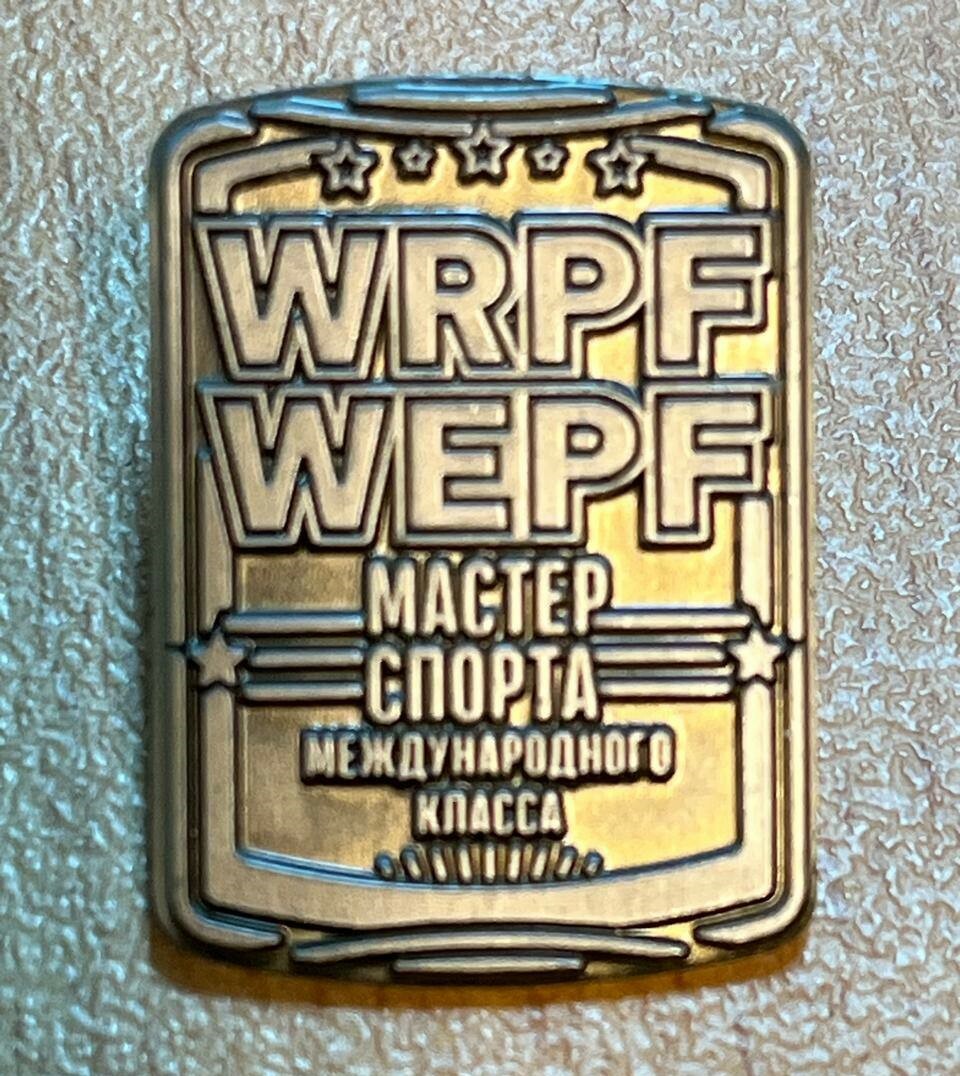 WRPF
WEPF
МАСТЕР
СПОРТА
МЕЖДУНАРОДНОГО
КЛАССА